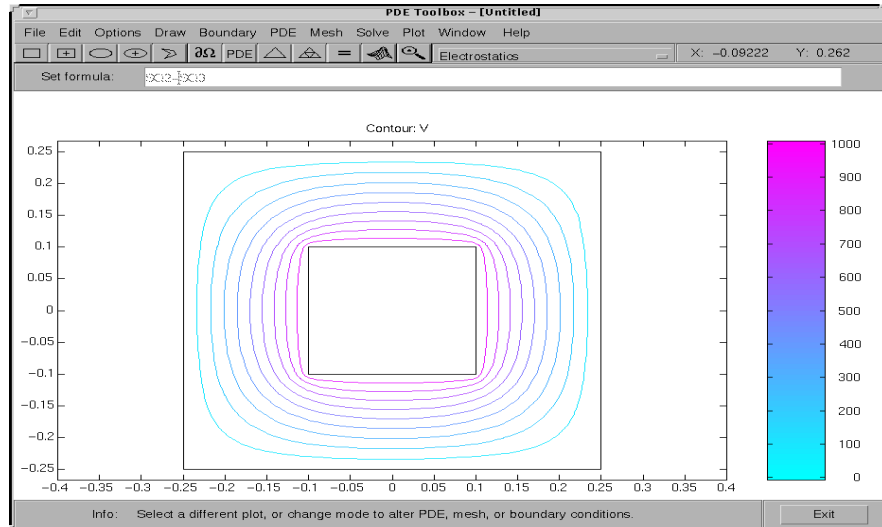 PDE Toolbox – [Untitled]
File Edit Options Draw Boundary PDE Mesh Solve Plot Window Help
∂Ω PDE = Electrostatics X: −0.09222 Y: 0.262
Set formula:
Contour: V
0.25
0.2
0.15
0.1
0.05
0
−0.05
−0.1
−0.15
−0.2
−0.25
−0.4 −0.35 −0.3 −0.25 −0.2 −0.15 −0.1 −0.05 0 0.05 0.1 0.15 0.2 0.25 0.3 0.35 0.4
1000
900
800
700
600
500
400
300
200
100
0
Info: Select a different plot, or change mode to alter PDE, mesh, or boundary conditions.
Exit